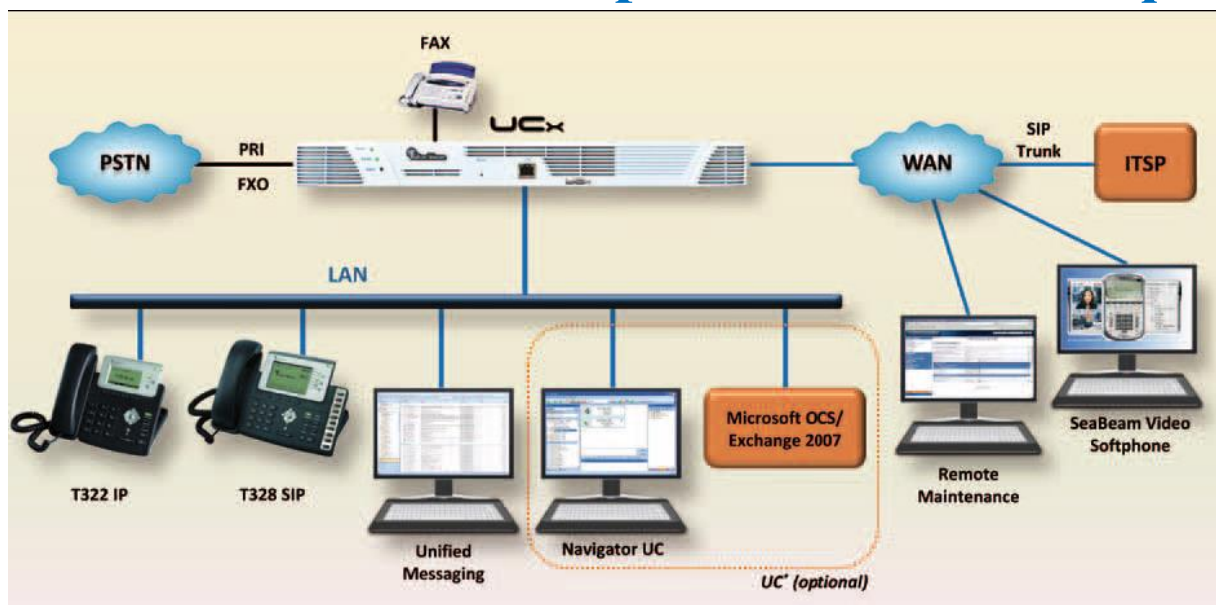 FAX
UCx
PSTN
PRI
FXO
WAN
SIP
Trunk
ITSP
LAN
T322 IP
T328 SIP
Unified
Messaging
Navigator UC
Microsoft OCS/
Exchange 2007
UC* (optional)
Remote
Maintenance
SeaBeam Video
Softphone